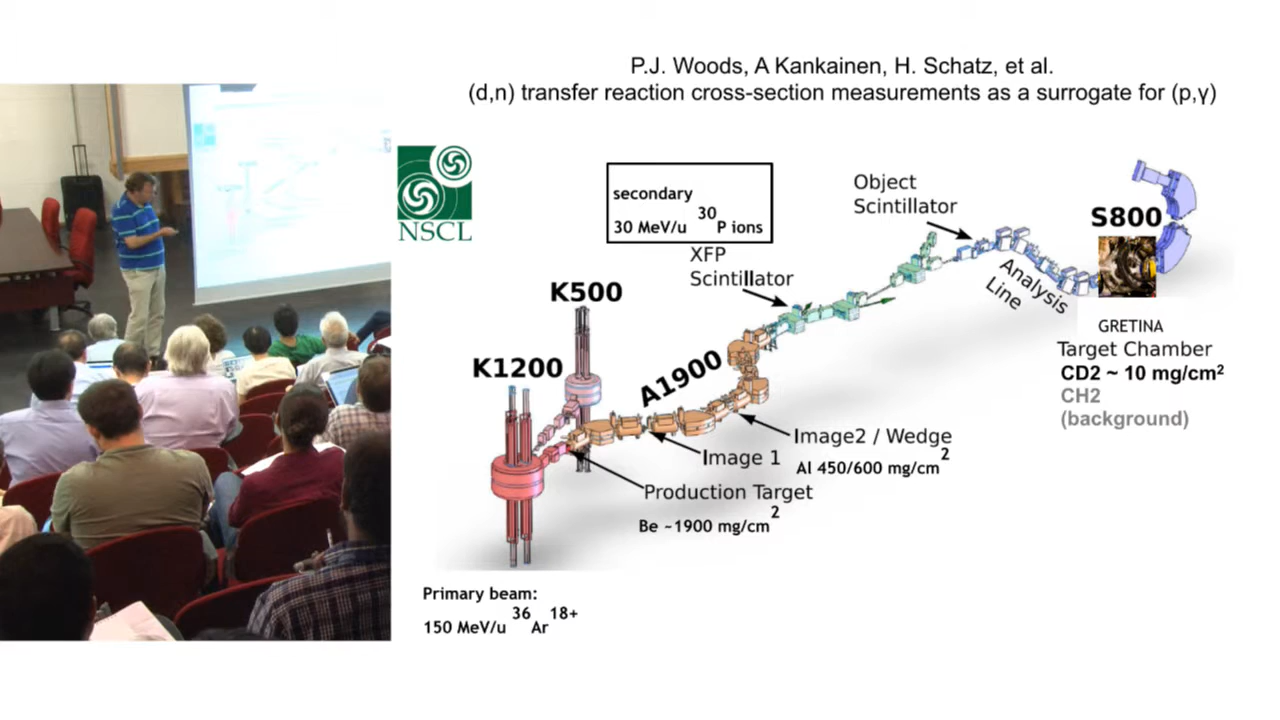 P.J. Woods, A Kankainen, H. Schatz, et al.
(d,n) transfer reaction cross-section measurements as a surrogate for (p,γ)
NSCL
secondary
30 MeV/u ³⁰P ions
XFP
Scintillator
Object
Scintillator
S800
Analysis
Line
K500
K1200
A1900
GRETINA
Target Chamber
CD2 ~ 10 mg/cm²
CH2
(background)
Image2 / Wedge
Al 450/600 mg/cm²
Image 1
Production Target
Be ~1900 mg/cm²
Primary beam:
150 MeV/u ³⁶Ar¹⁸⁺